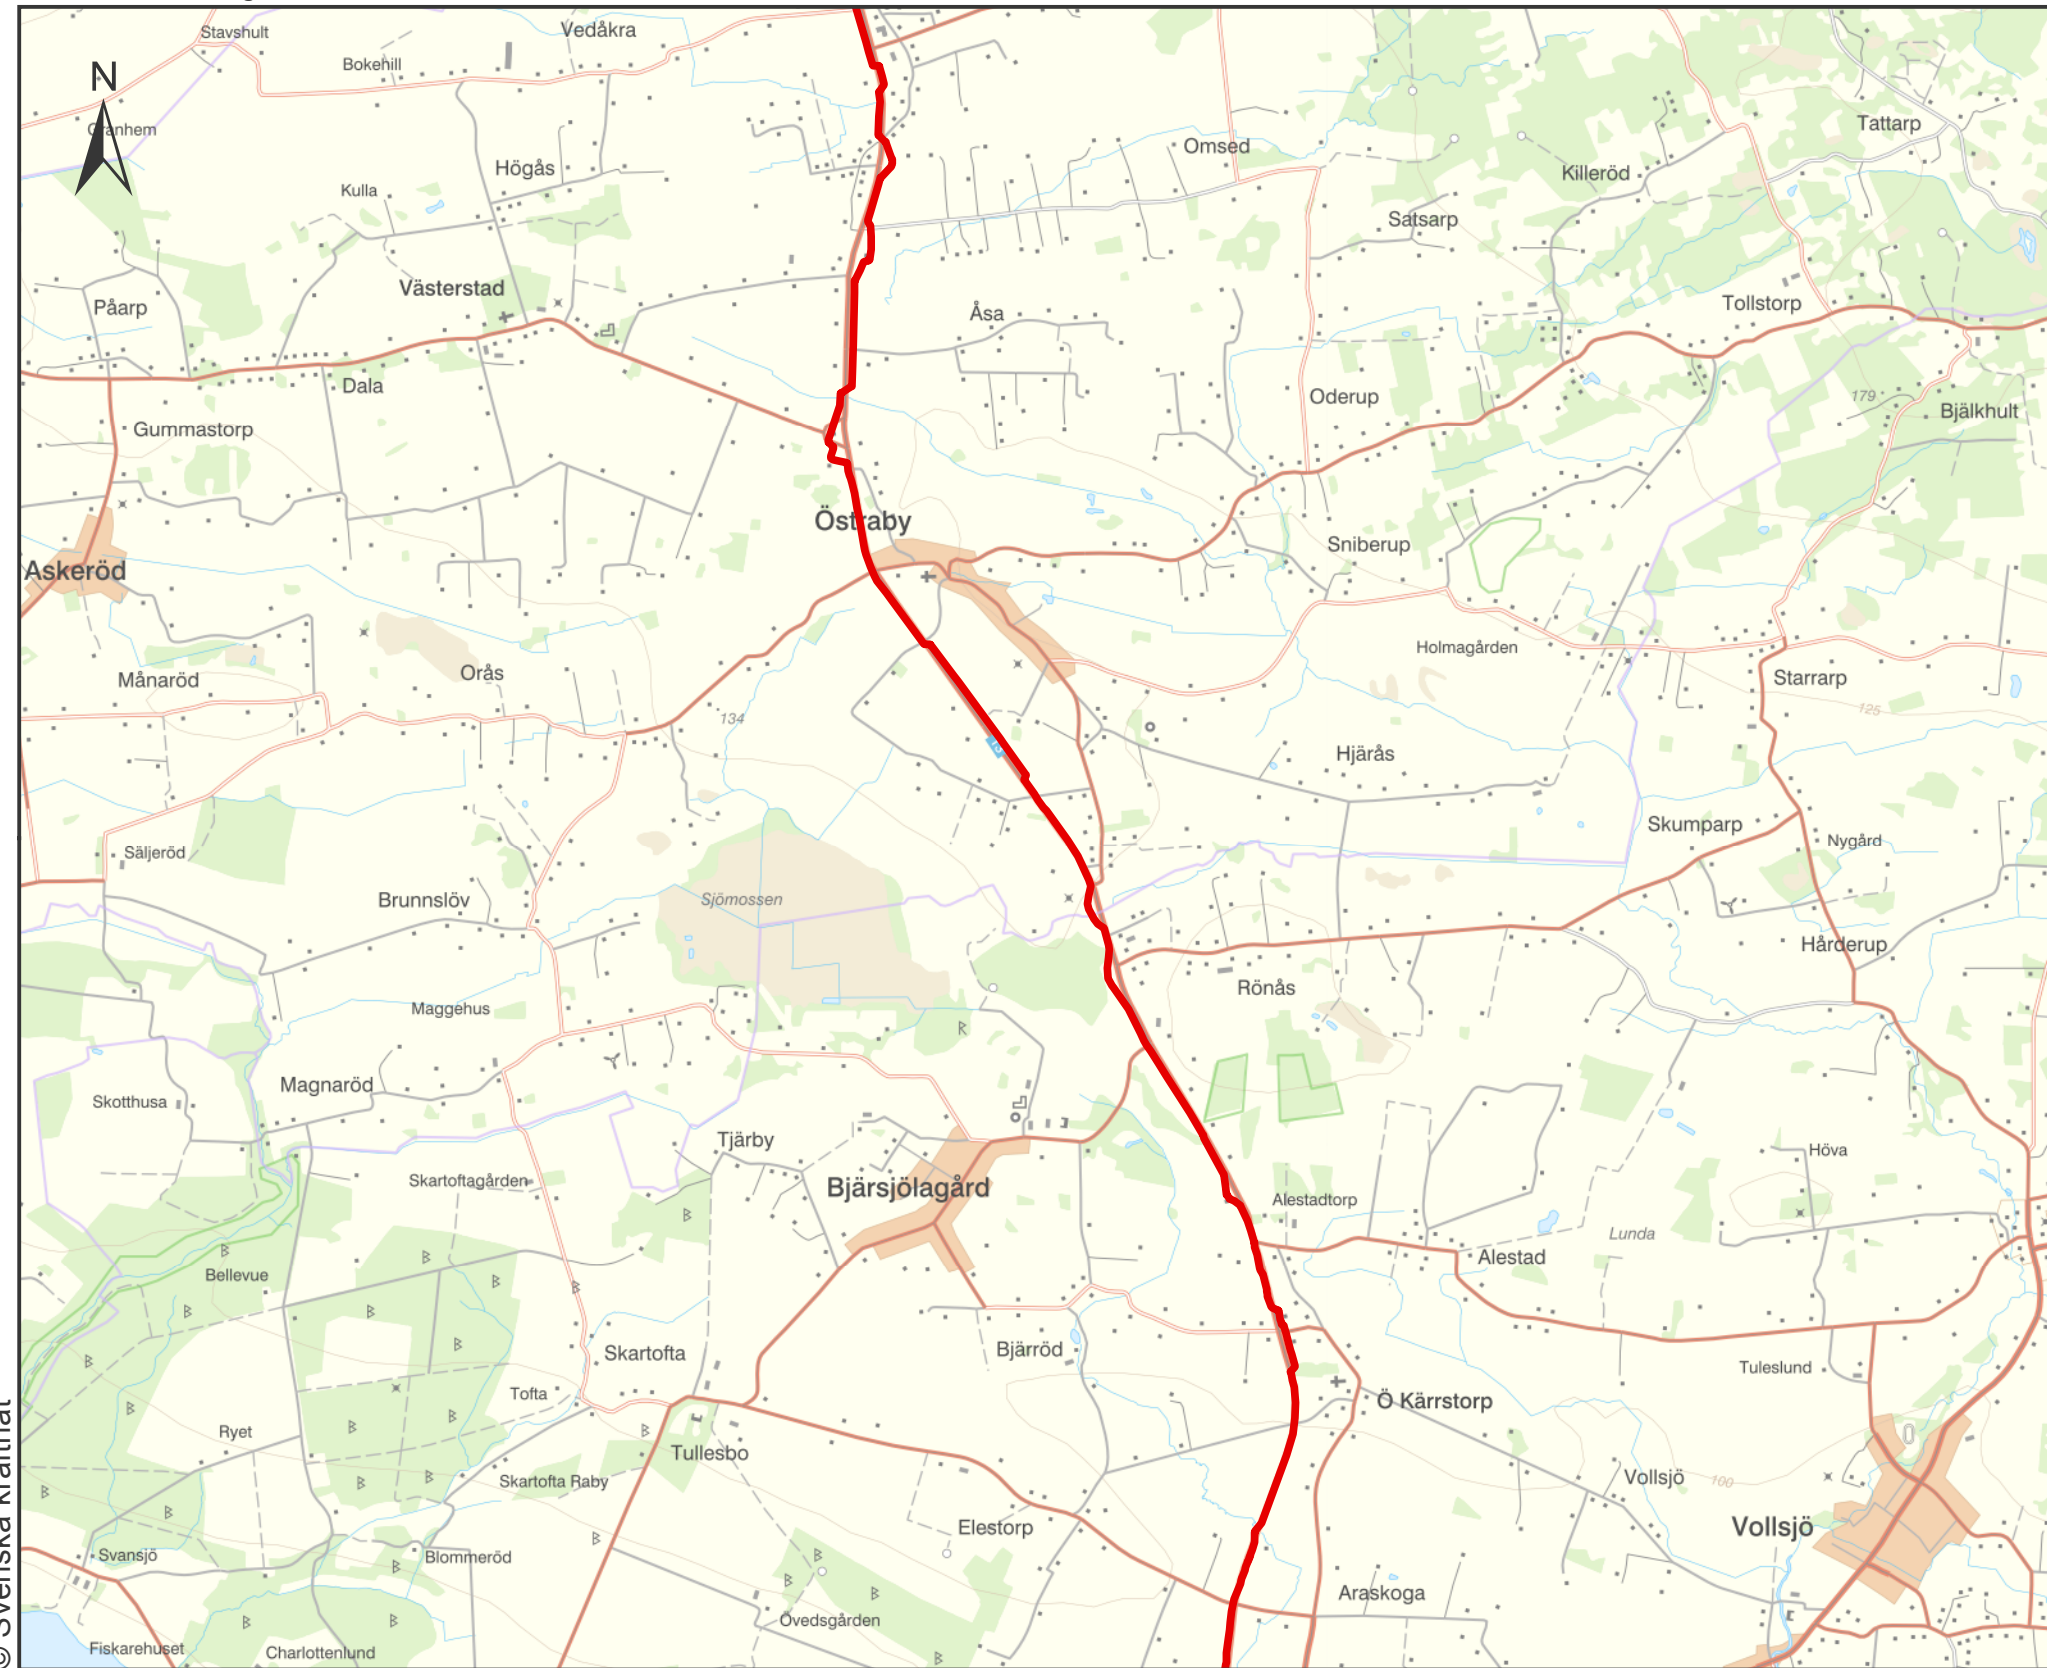 Stavshult
Vedåkra
Bokehill
N
Granhem
Tattarp
Omsed
Högås
Killeröd
Kulla
Satsarp
Västerstad
Påarp
Tollstorp
Åsa
Dala
Oderup
179
Bjälkhult
Gummastorp
Östraby
Sniberup
Askeröd
Holmagården
Orås
Månaröd
Starrarp
134
125
13
Hjärås
Skumparp
Nygård
Säljeröd
Brunnslöv
Sjömossen
Hårderup
Rönås
Maggehus
Magnaröd
Skotthusa
Tjärby
Höva
Skartoftagården
Bjärsjölagård
Alestadtorp
Lunda
Alestad
Bellevue
Bjärröd
Skartofta
Tuleslund
Tofta
Ö Kärrstorp
Ryet
Tullesbo
Vollsjö
100
Skartofta Raby
Elestorp
Vollsjö
Svansjö
Blommeröd
Araskoga
Övedsgården
Fiskarehuset
Charlottenlund
© Svenska kraftnät